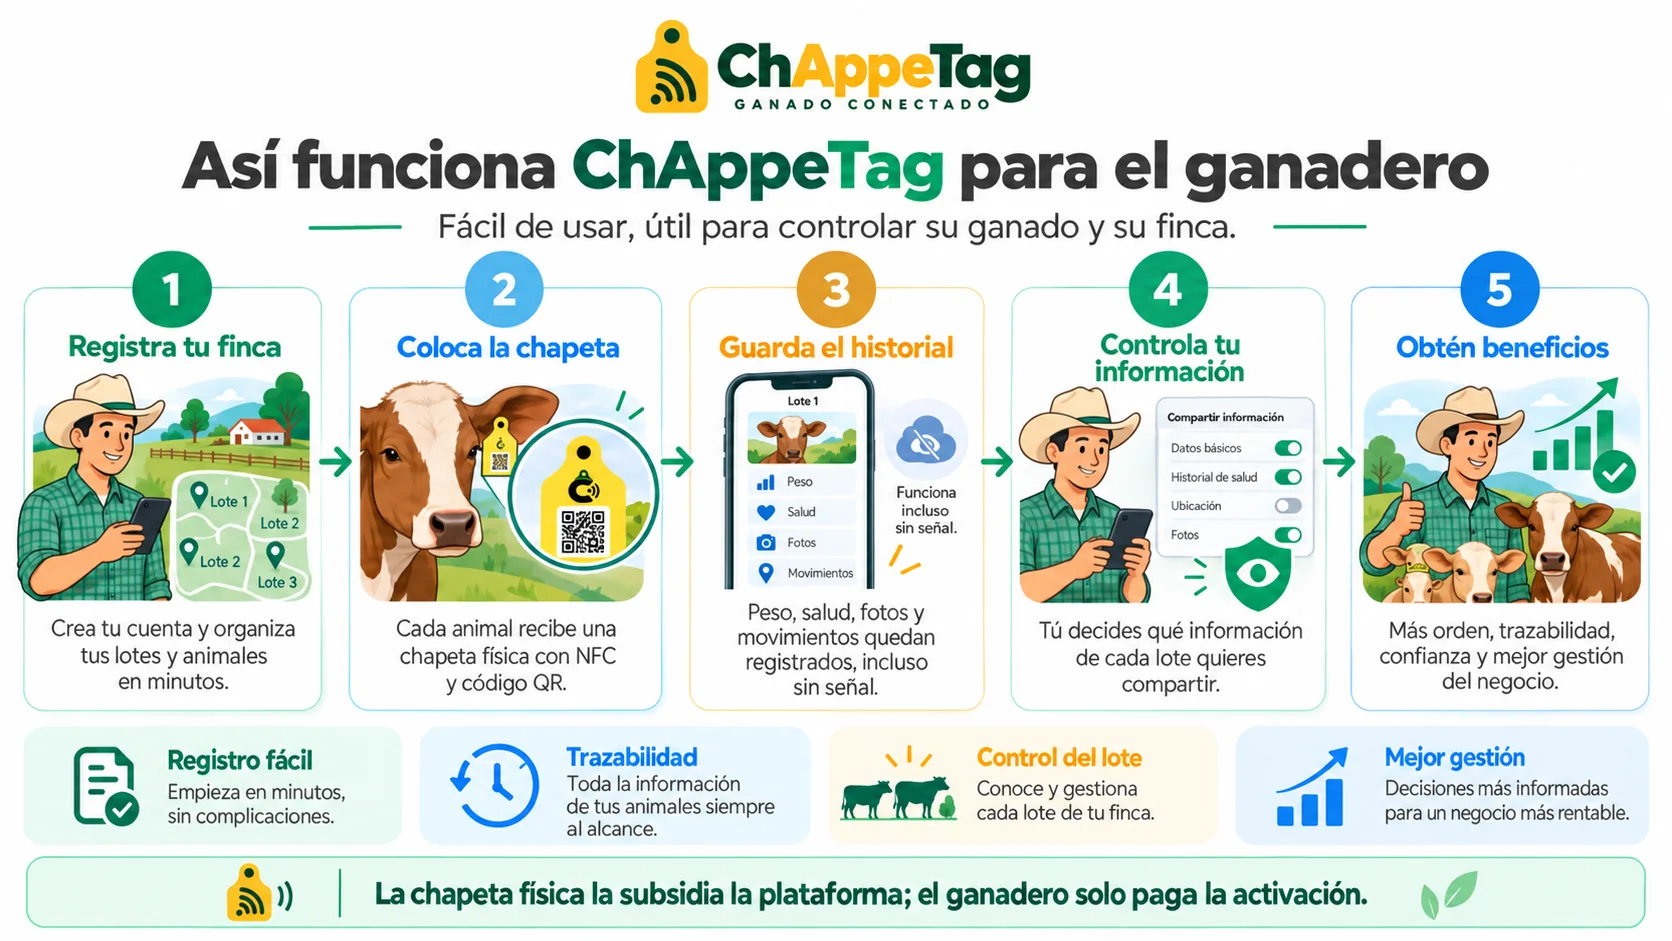 ChAppeTag
GANADO CONECTADO
Así funciona ChAppeTag para el ganadero
Fácil de usar, útil para controlar su ganado y su finca.
1
Registra tu finca
Lote 1
Lote 2
Lote 2
Lote 3
Crea tu cuenta y organiza
tus lotes y animales
en minutos.
2
Coloca la chapeta
Cada animal recibe una
chapeta física con NFC
y código QR.
3
Guarda el historial
Lote 1
Peso
Salud
Fotos
Movimientos
Funciona
incluso
sin señal.
Peso, salud, fotos y
movimientos quedan
registrados, incluso
sin señal.
4
Controla tu
información
Compartir información
Datos básicos
Historial de salud
Ubicación
Fotos
Tú decides qué información
de cada lote quieres
compartir.
5
Obtén beneficios
Más orden, trazabilidad,
confianza y mejor gestión
del negocio.
Registro fácil
Empieza en minutos,
sin complicaciones.
Trazabilidad
Toda la información
de tus animales siempre
al alcance.
Control del lote
Conoce y gestiona
cada lote de tu finca.
Mejor gestión
Decisiones más informadas
para un negocio más rentable.
La chapeta física la subsidia la plataforma; el ganadero solo paga la activación.